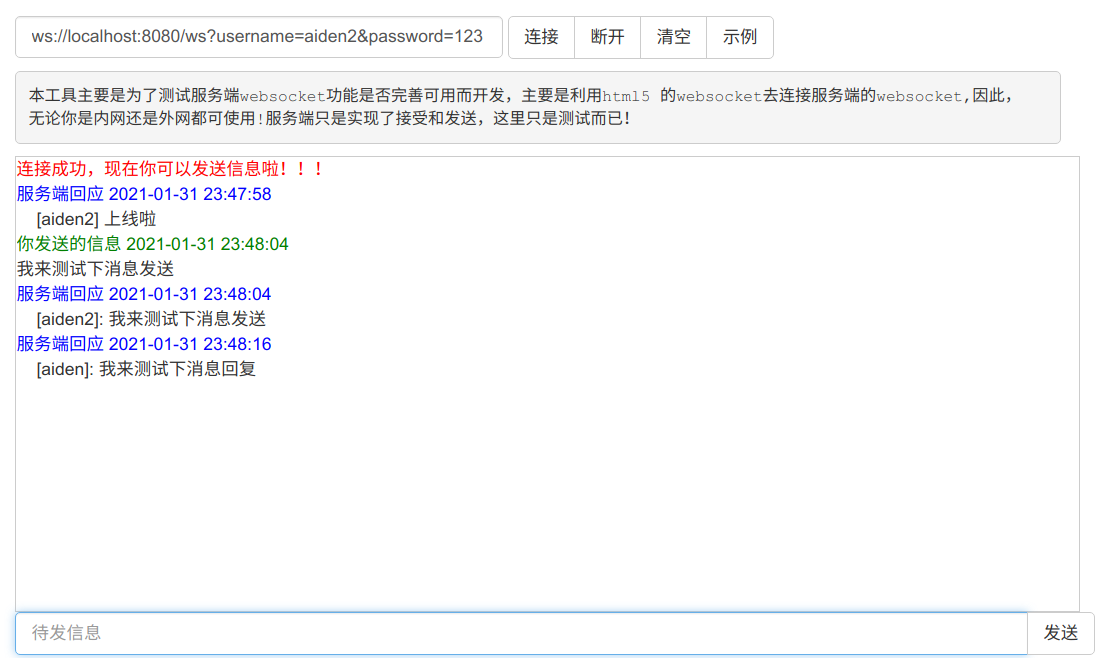 ws://localhost:8080/ws?username=aiden2&password=123 连接 断开 清空 示例
本工具主要是为了测试服务端websocket功能是否完善可用而开发，主要是利用html5 的websocket去连接服务端的websocket,因此，
无论你是内网还是外网都可使用!服务端只是实现了接受和发送，这里只是测试而已!
连接成功，现在你可以发送信息啦！！！
服务端回应 2021-01-31 23:47:58
[aiden2] 上线啦
你发送的信息 2021-01-31 23:48:04
我来测试下消息发送
服务端回应 2021-01-31 23:48:04
[aiden2]: 我来测试下消息发送
服务端回应 2021-01-31 23:48:16
[aiden]: 我来测试下消息回复
待发信息 发送